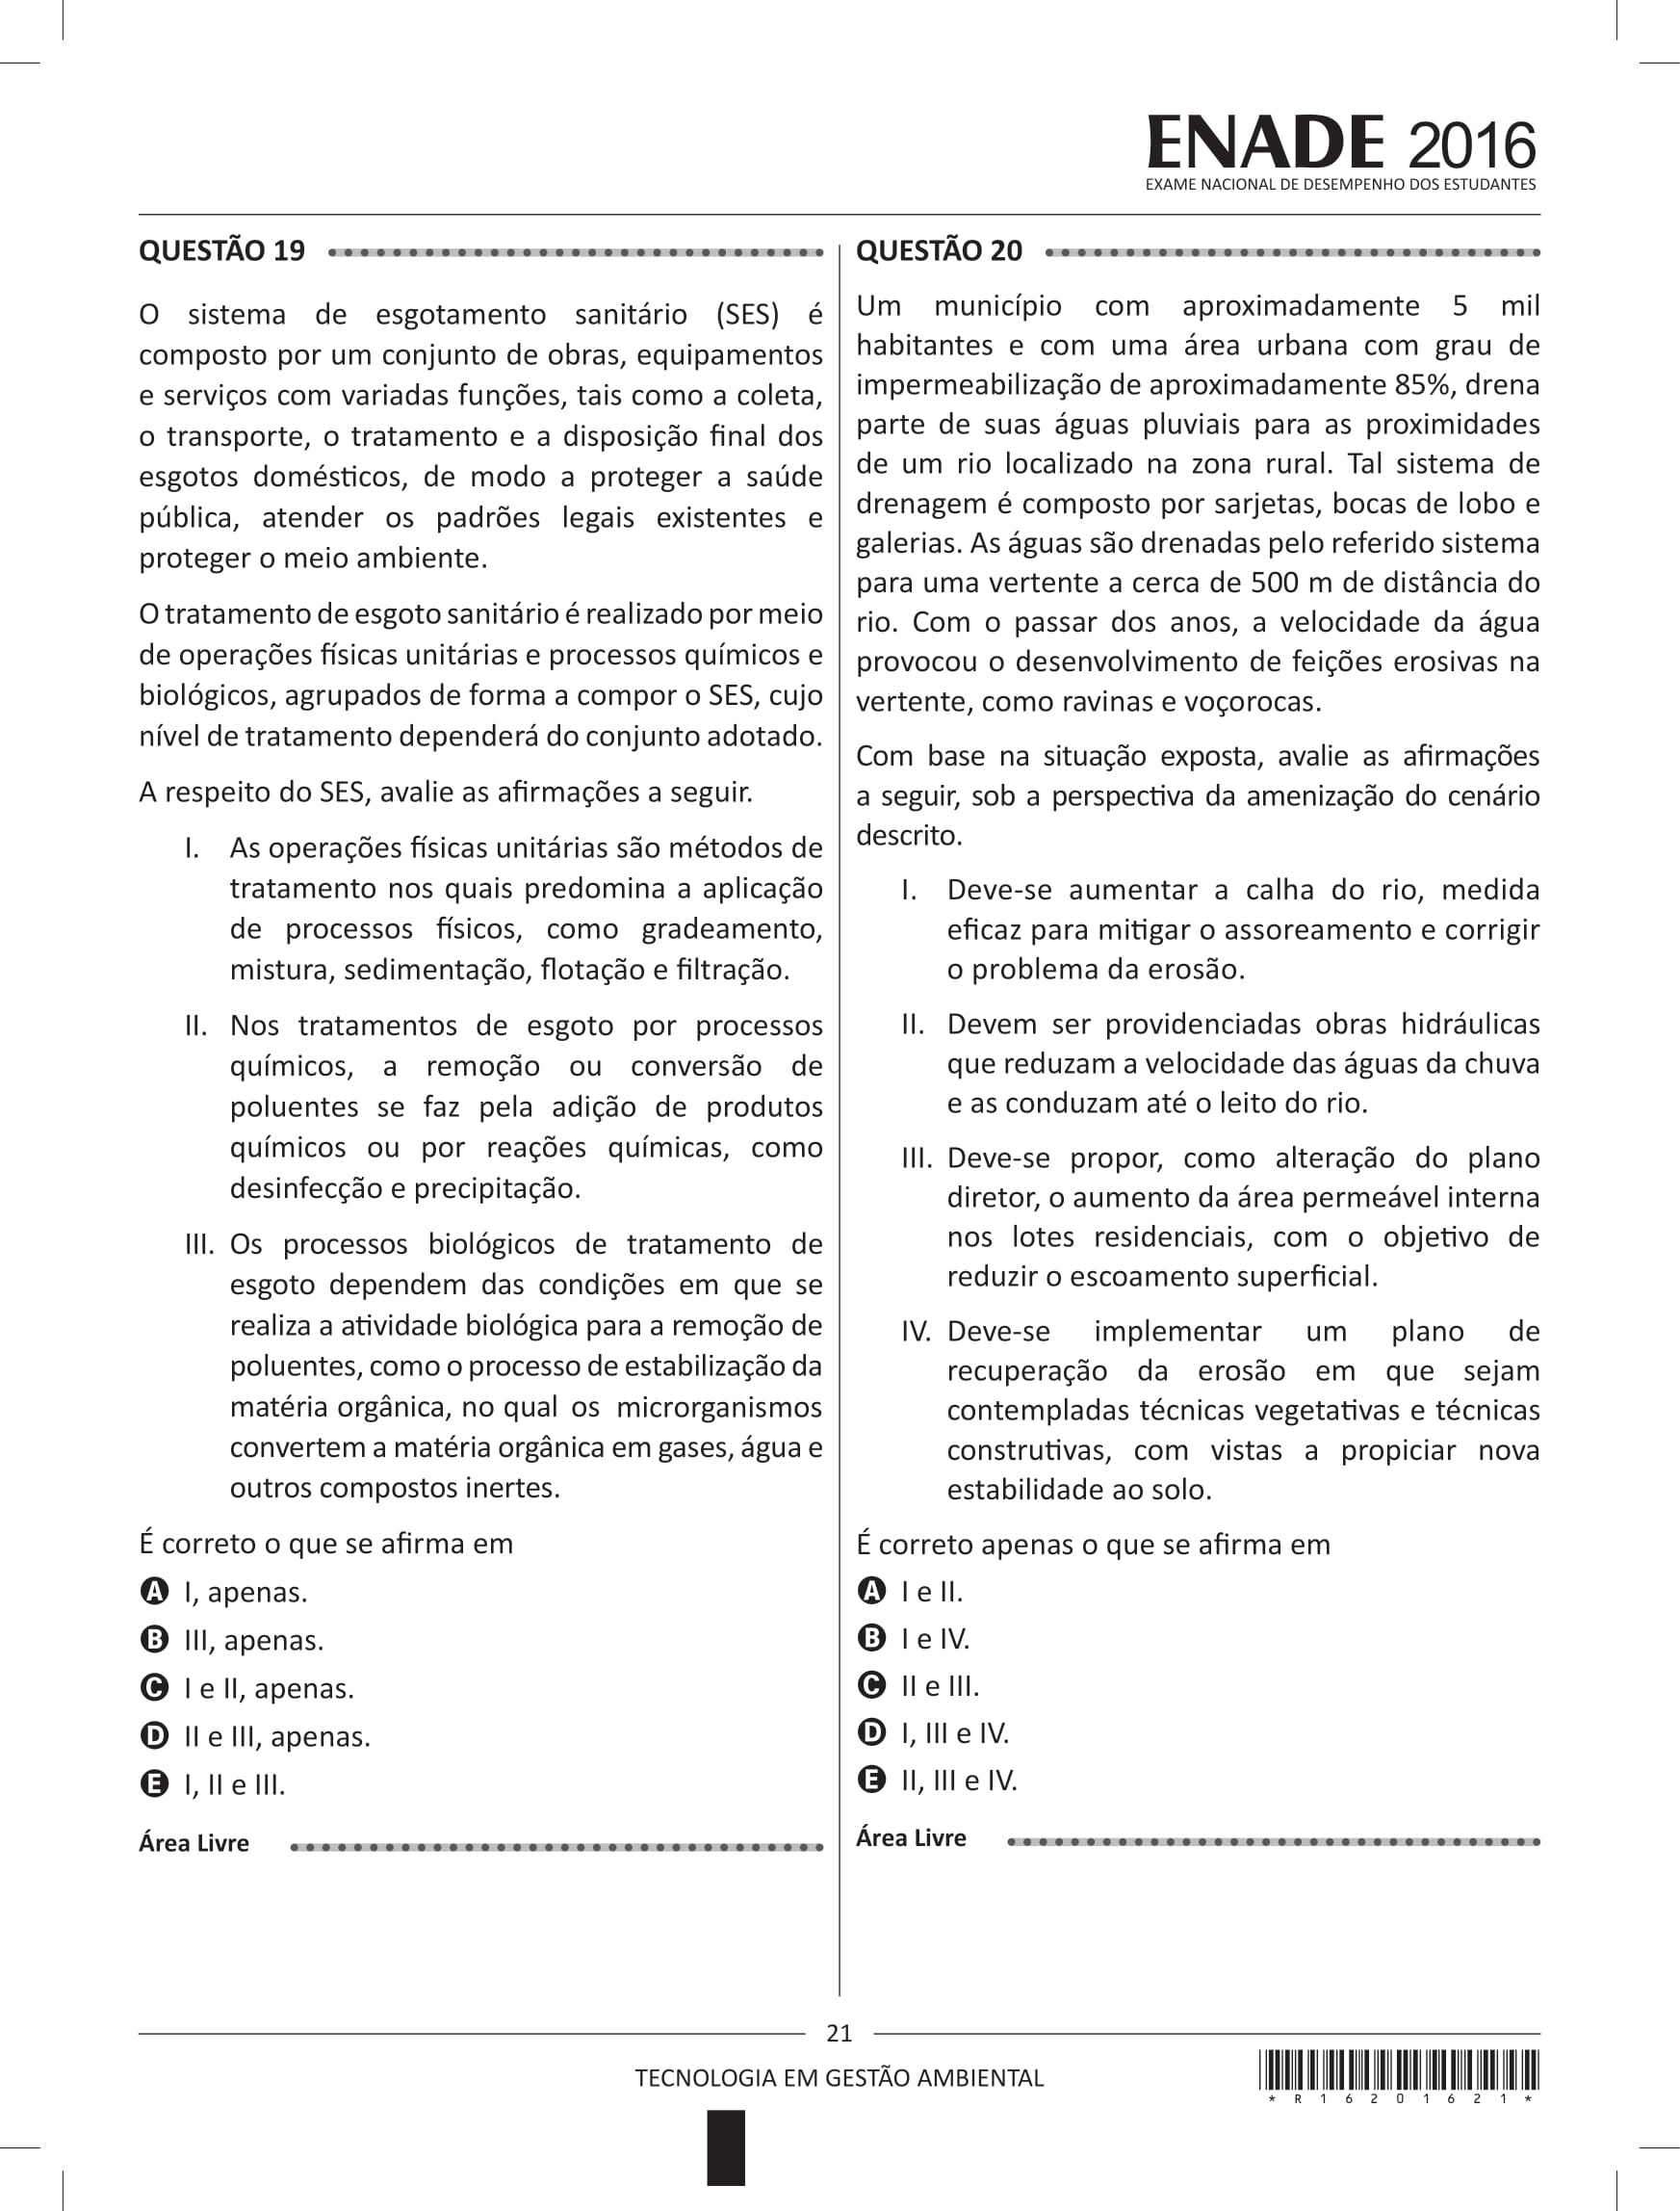 ENADE 2016
EXAME NACIONAL DE DESEMPENHO DOS ESTUDANTES
QUESTÃO 19
O sistema de esgotamento sanitário (SES) é
composto por um conjunto de obras, equipamentos
e serviços com variadas funções, tais como a coleta,
o transporte, o tratamento e a disposição final dos
esgotos domésticos, de modo a proteger a saúde
pública, atender os padrões legais existentes e
proteger o meio ambiente.
O tratamento de esgoto sanitário é realizado por meio
de operações físicas unitárias e processos químicos e
biológicos, agrupados de forma a compor o SES, cujo
nível de tratamento dependerá do conjunto adotado.
A respeito do SES, avalie as afirmações a seguir.
I. As operações físicas unitárias são métodos de
tratamento nos quais predomina a aplicação
de processos físicos, como gradeamento,
mistura, sedimentação, flotação e filtração.
II. Nos tratamentos de esgoto por processos
químicos, a remoção ou conversão de
poluentes se faz pela adição de produtos
químicos ou por reações químicas, como
desinfecção e precipitação.
III. Os processos biológicos de tratamento de
esgoto dependem das condições em que se
realiza a atividade biológica para a remoção de
poluentes, como o processo de estabilização da
matéria orgânica, no qual os microrganismos
convertem a matéria orgânica em gases, água e
outros compostos inertes.
É correto o que se afirma em
A I, apenas.
B III, apenas.
C I e II, apenas.
D II e III, apenas.
E I, II e III.
Área Livre
QUESTÃO 20
Um município com aproximadamente 5 mil
habitantes e com uma área urbana com grau de
impermeabilização de aproximadamente 85%, drena
parte de suas águas pluviais para as proximidades
de um rio localizado na zona rural. Tal sistema de
drenagem é composto por sarjetas, bocas de lobo e
galerias. As águas são drenadas pelo referido sistema
para uma vertente a cerca de 500 m de distância do
rio. Com o passar dos anos, a velocidade da água
provocou o desenvolvimento de feições erosivas na
vertente, como ravinas e voçorocas.
Com base na situação exposta, avalie as afirmações
a seguir, sob a perspectiva da amenização do cenário
descrito.
I. Deve-se aumentar a calha do rio, medida
eficaz para mitigar o assoreamento e corrigir
o problema da erosão.
II. Devem ser providenciadas obras hidráulicas
que reduzam a velocidade das águas da chuva
e as conduzam até o leito do rio.
III. Deve-se propor, como alteração do plano
diretor, o aumento da área permeável interna
nos lotes residenciais, com o objetivo de
reduzir o escoamento superficial.
IV. Deve-se implementar um plano de
recuperação da erosão em que sejam
contempladas técnicas vegetativas e técnicas
construtivas, com vistas a propiciar nova
estabilidade ao solo.
É correto apenas o que se afirma em
A I e II.
B I e IV.
C II e III.
D I, III e IV.
E II, III e IV.
Área Livre
21
TECNOLOGIA EM GESTÃO AMBIENTAL
* R 1 6 2 0 1 6 2 1 *